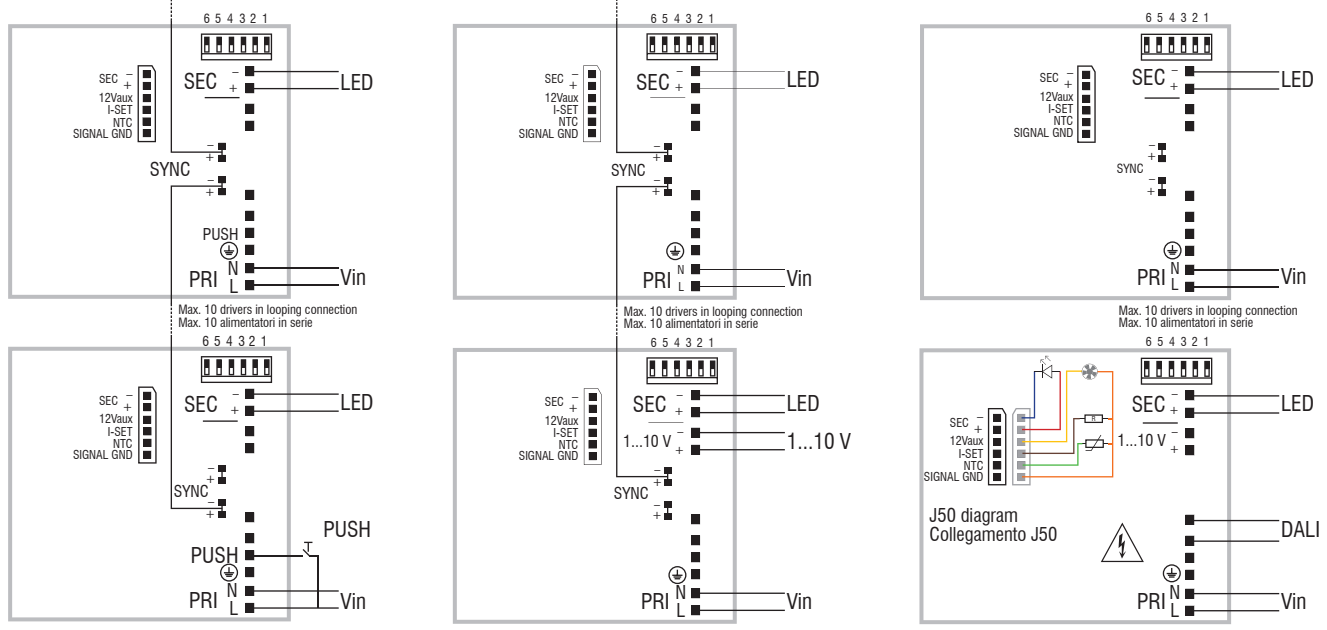 6 5 4 3 2 1
SEC
−
+
12Vaux
I-SET
NTC
SIGNAL GND
SEC
−
+
LED
−
+
SYNC
−
+
PUSH
N
PRI
L
Vin
6 5 4 3 2 1
SEC
−
+
12Vaux
I-SET
NTC
SIGNAL GND
SEC
−
+
LED
−
+
SYNC
−
+
N
PRI
L
Vin
6 5 4 3 2 1
SEC
−
+
12Vaux
I-SET
NTC
SIGNAL GND
SEC
−
+
LED
−
+
SYNC
−
+
N
PRI
L
Vin
Max. 10 drivers in looping connection
Max. 10 alimentatori in serie
Max. 10 drivers in looping connection
Max. 10 alimentatori in serie
Max. 10 drivers in looping connection
Max. 10 alimentatori in serie
6 5 4 3 2 1
SEC
−
+
12Vaux
I-SET
NTC
SIGNAL GND
SEC
−
+
LED
−
+
SYNC
−
+
PUSH
PUSH
N
PRI
L
Vin
6 5 4 3 2 1
SEC
−
+
12Vaux
I-SET
NTC
SIGNAL GND
SEC
−
+
LED
1...10 V
−
+
1...10 V
−
+
SYNC
−
+
N
PRI
L
Vin
6 5 4 3 2 1
SEC
−
+
12Vaux
I-SET
NTC
SIGNAL GND
R
SEC
−
+
LED
1...10 V
−
+
J50 diagram
Collegamento J50
DALI
N
PRI
L
Vin